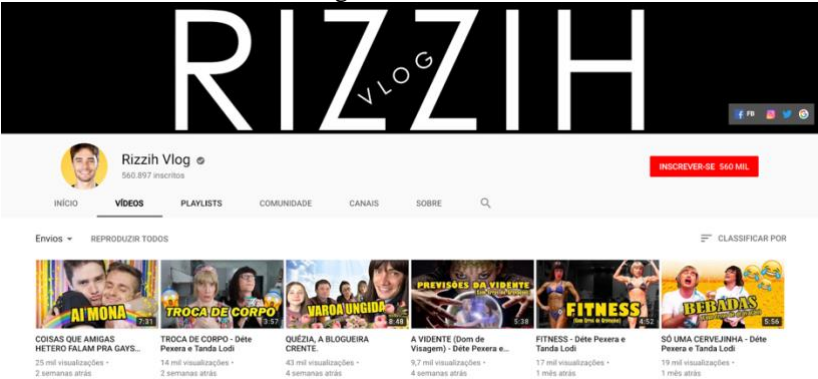 RIZZIH
VLOG
FB
Rizzih Vlog
560.897 inscritos
INSCREVER-SE 560 MIL
INÍCIO VÍDEOS PLAYLISTS COMUNIDADE CANAIS SOBRE
Envios REPRODUZIR TODOS CLASSIFICAR POR
AI MONA 7:31
TROCA DE CORPO 3:57
VAROA UNGIDA 8:48
PREVISÕES DA VIDENTE
5:38
FITNESS
4:52
BEBADAS
5:56
COISAS QUE AMIGAS
HETERO FALAM PRA GAYS...
25 mil visualizações •
2 semanas atrás
TROCA DE CORPO - Déte
Pexera e Tanda Lodi
14 mil visualizações •
2 semanas atrás
QUÉZIA, A BLOGUEIRA
CRENTE.
43 mil visualizações •
4 semanas atrás
A VIDENTE (Dom de
Visagem) - Déte Pexera e...
9,7 mil visualizações •
4 semanas atrás
FITNESS - Déte Pexera e
Tanda Lodi
17 mil visualizações •
1 mês atrás
SÓ UMA CERVEJINHA - Déte
Pexera e Tanda Lodi
19 mil visualizações •
1 mês atrás